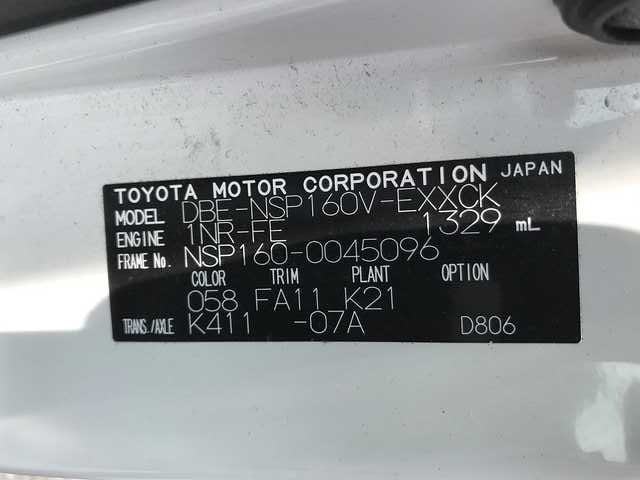 TOYOTA MOTOR CORPORATION JAPAN
MODEL DBE-NSP160V-EXXCK
ENGINE 1NR-FE 1329 mL
FRAME No. NSP160-0045096
COLOR TRIM PLANT OPTION
058 FA11 K21
TRANS./AXLE K411 -07A D806